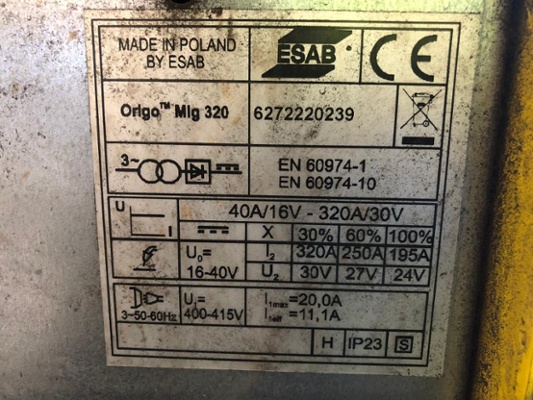 MADE IN POLAND
BY ESAB
ESAB
CE
Origo™ Mig 320
6272220239
3~
EN 60974-1
EN 60974-10
U
I
40A/16V - 320A/30V
X 30% 60% 100%
U₀=
16-40V
I₂ 320A 250A 195A
U₂ 30V 27V 24V
3~50-60Hz
U₁=
400-415V
I₁max=20,0A
I₁eff=11,1A
H IP23 S